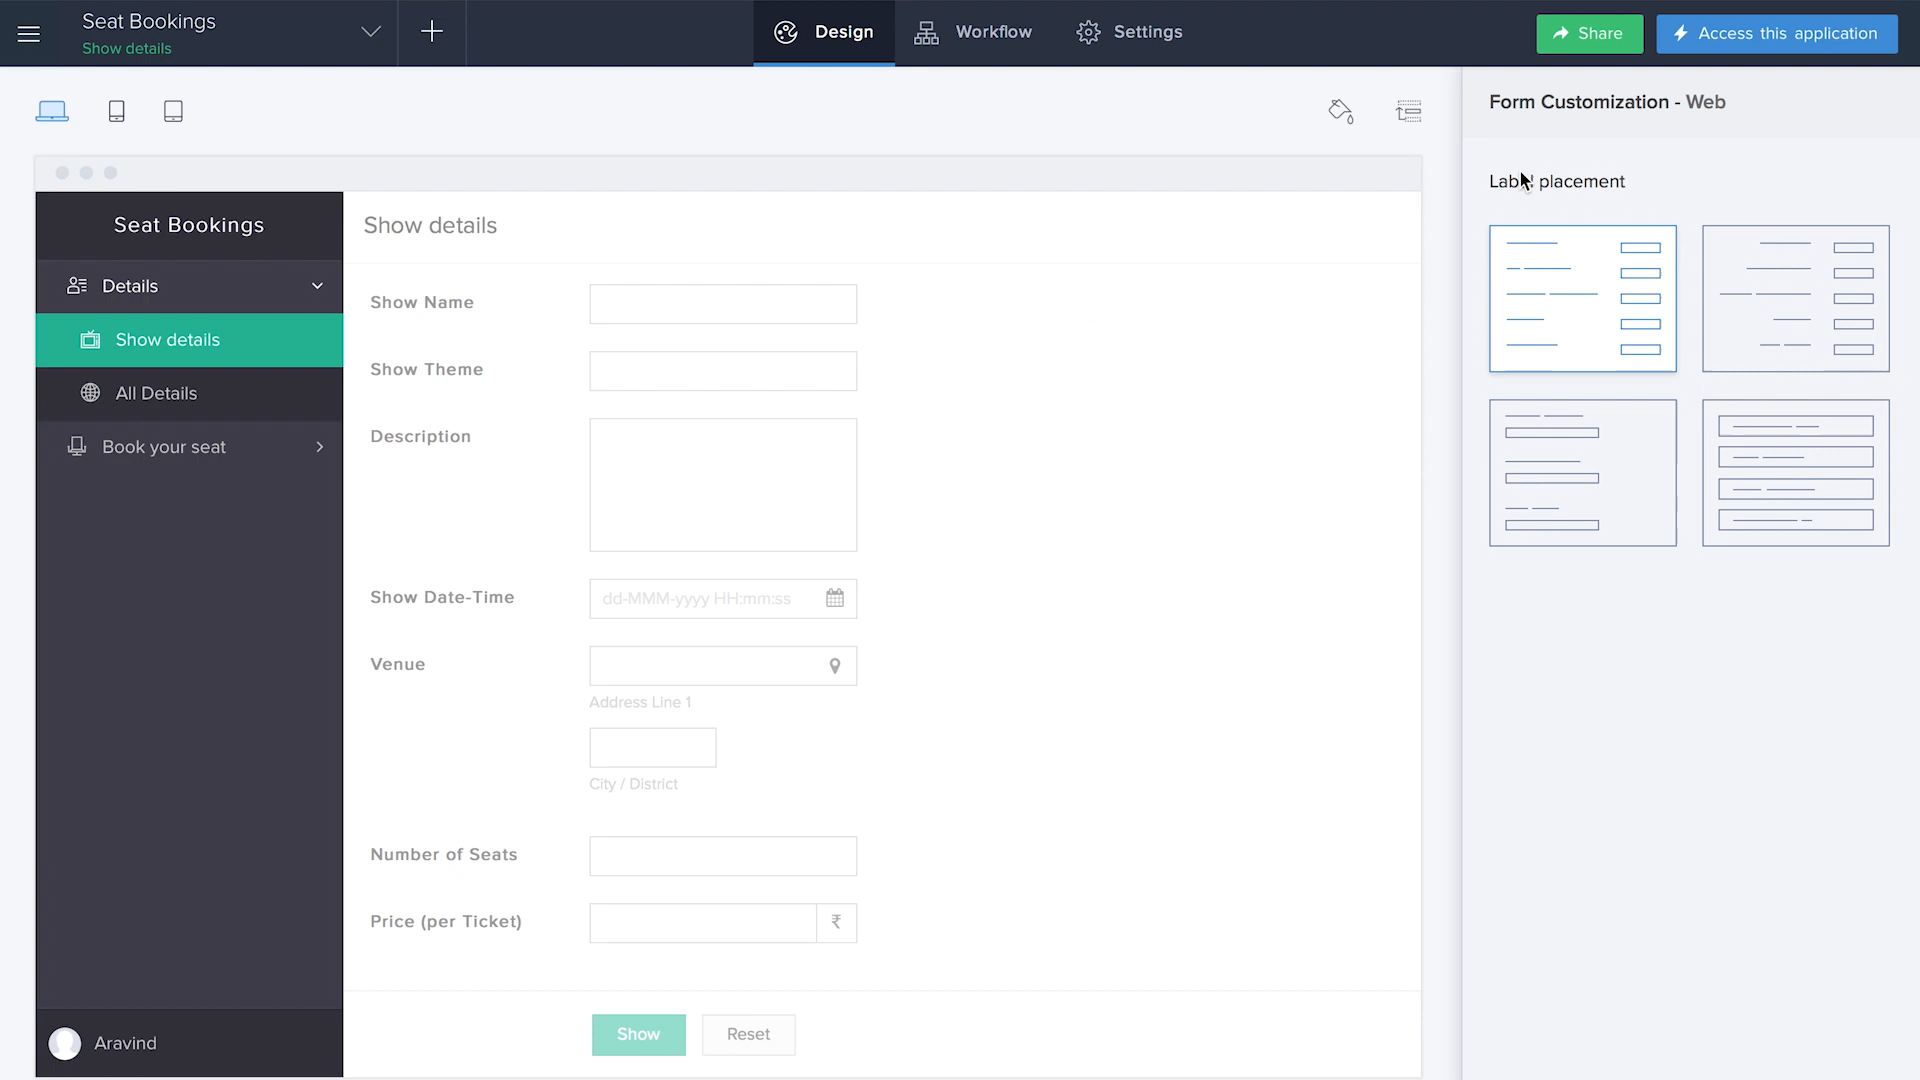 Seat Bookings
Show details
Design
Workflow
Settings
Share
Access this application
Form Customization - Web
Label placement
Seat Bookings
Details
Show details
All Details
Book your seat
Aravind
Show details
Show Name
Show Theme
Description
Show Date-Time
dd-MMM-yyyy HH:mm:ss
Venue
Address Line 1
City / District
Number of Seats
Price (per Ticket)
₹
Show
Reset